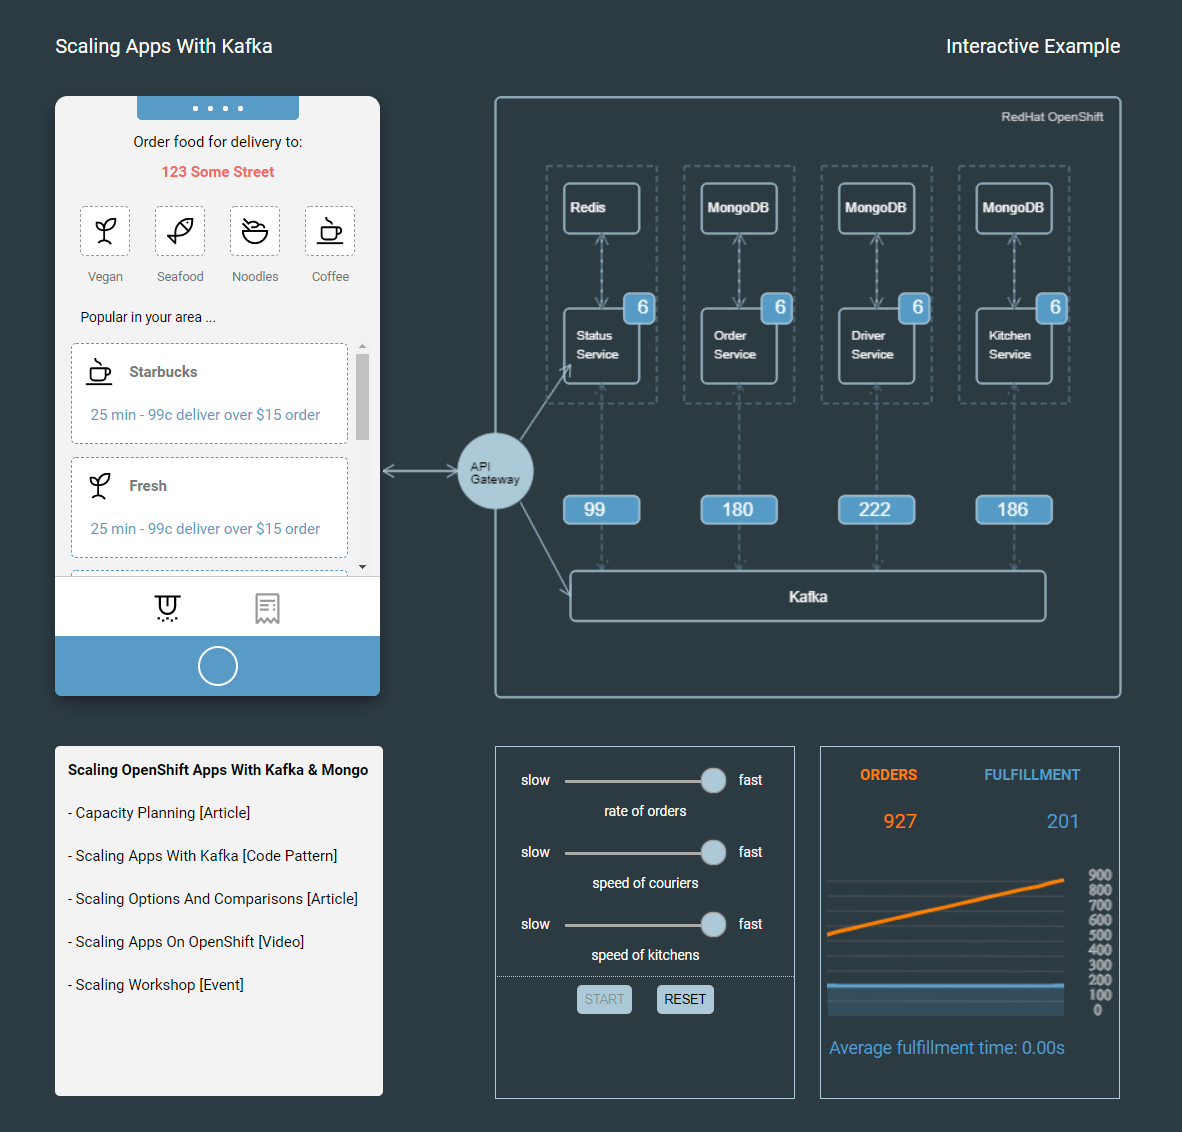 Scaling Apps With Kafka
Interactive Example
Order food for delivery to:
123 Some Street
Vegan Seafood Noodles Coffee
Popular in your area ...
Starbucks
25 min - 99c deliver over $15 order
Fresh
25 min - 99c deliver over $15 order
RedHat OpenShift
Redis MongoDB MongoDB MongoDB
6 6 6 6
Status Service
Order Service
Driver Service
Kitchen Service
API
Gateway
99 180 222 186
Kafka
Scaling OpenShift Apps With Kafka & Mongo
- Capacity Planning [Article]
- Scaling Apps With Kafka [Code Pattern]
- Scaling Options And Comparisons [Article]
- Scaling Apps On OpenShift [Video]
- Scaling Workshop [Event]
slow fast
rate of orders
slow fast
speed of couriers
slow fast
speed of kitchens
START RESET
ORDERS FULFILLMENT
927 201
900
800
700
600
500
400
300
200
100
0
Average fulfillment time: 0.00s